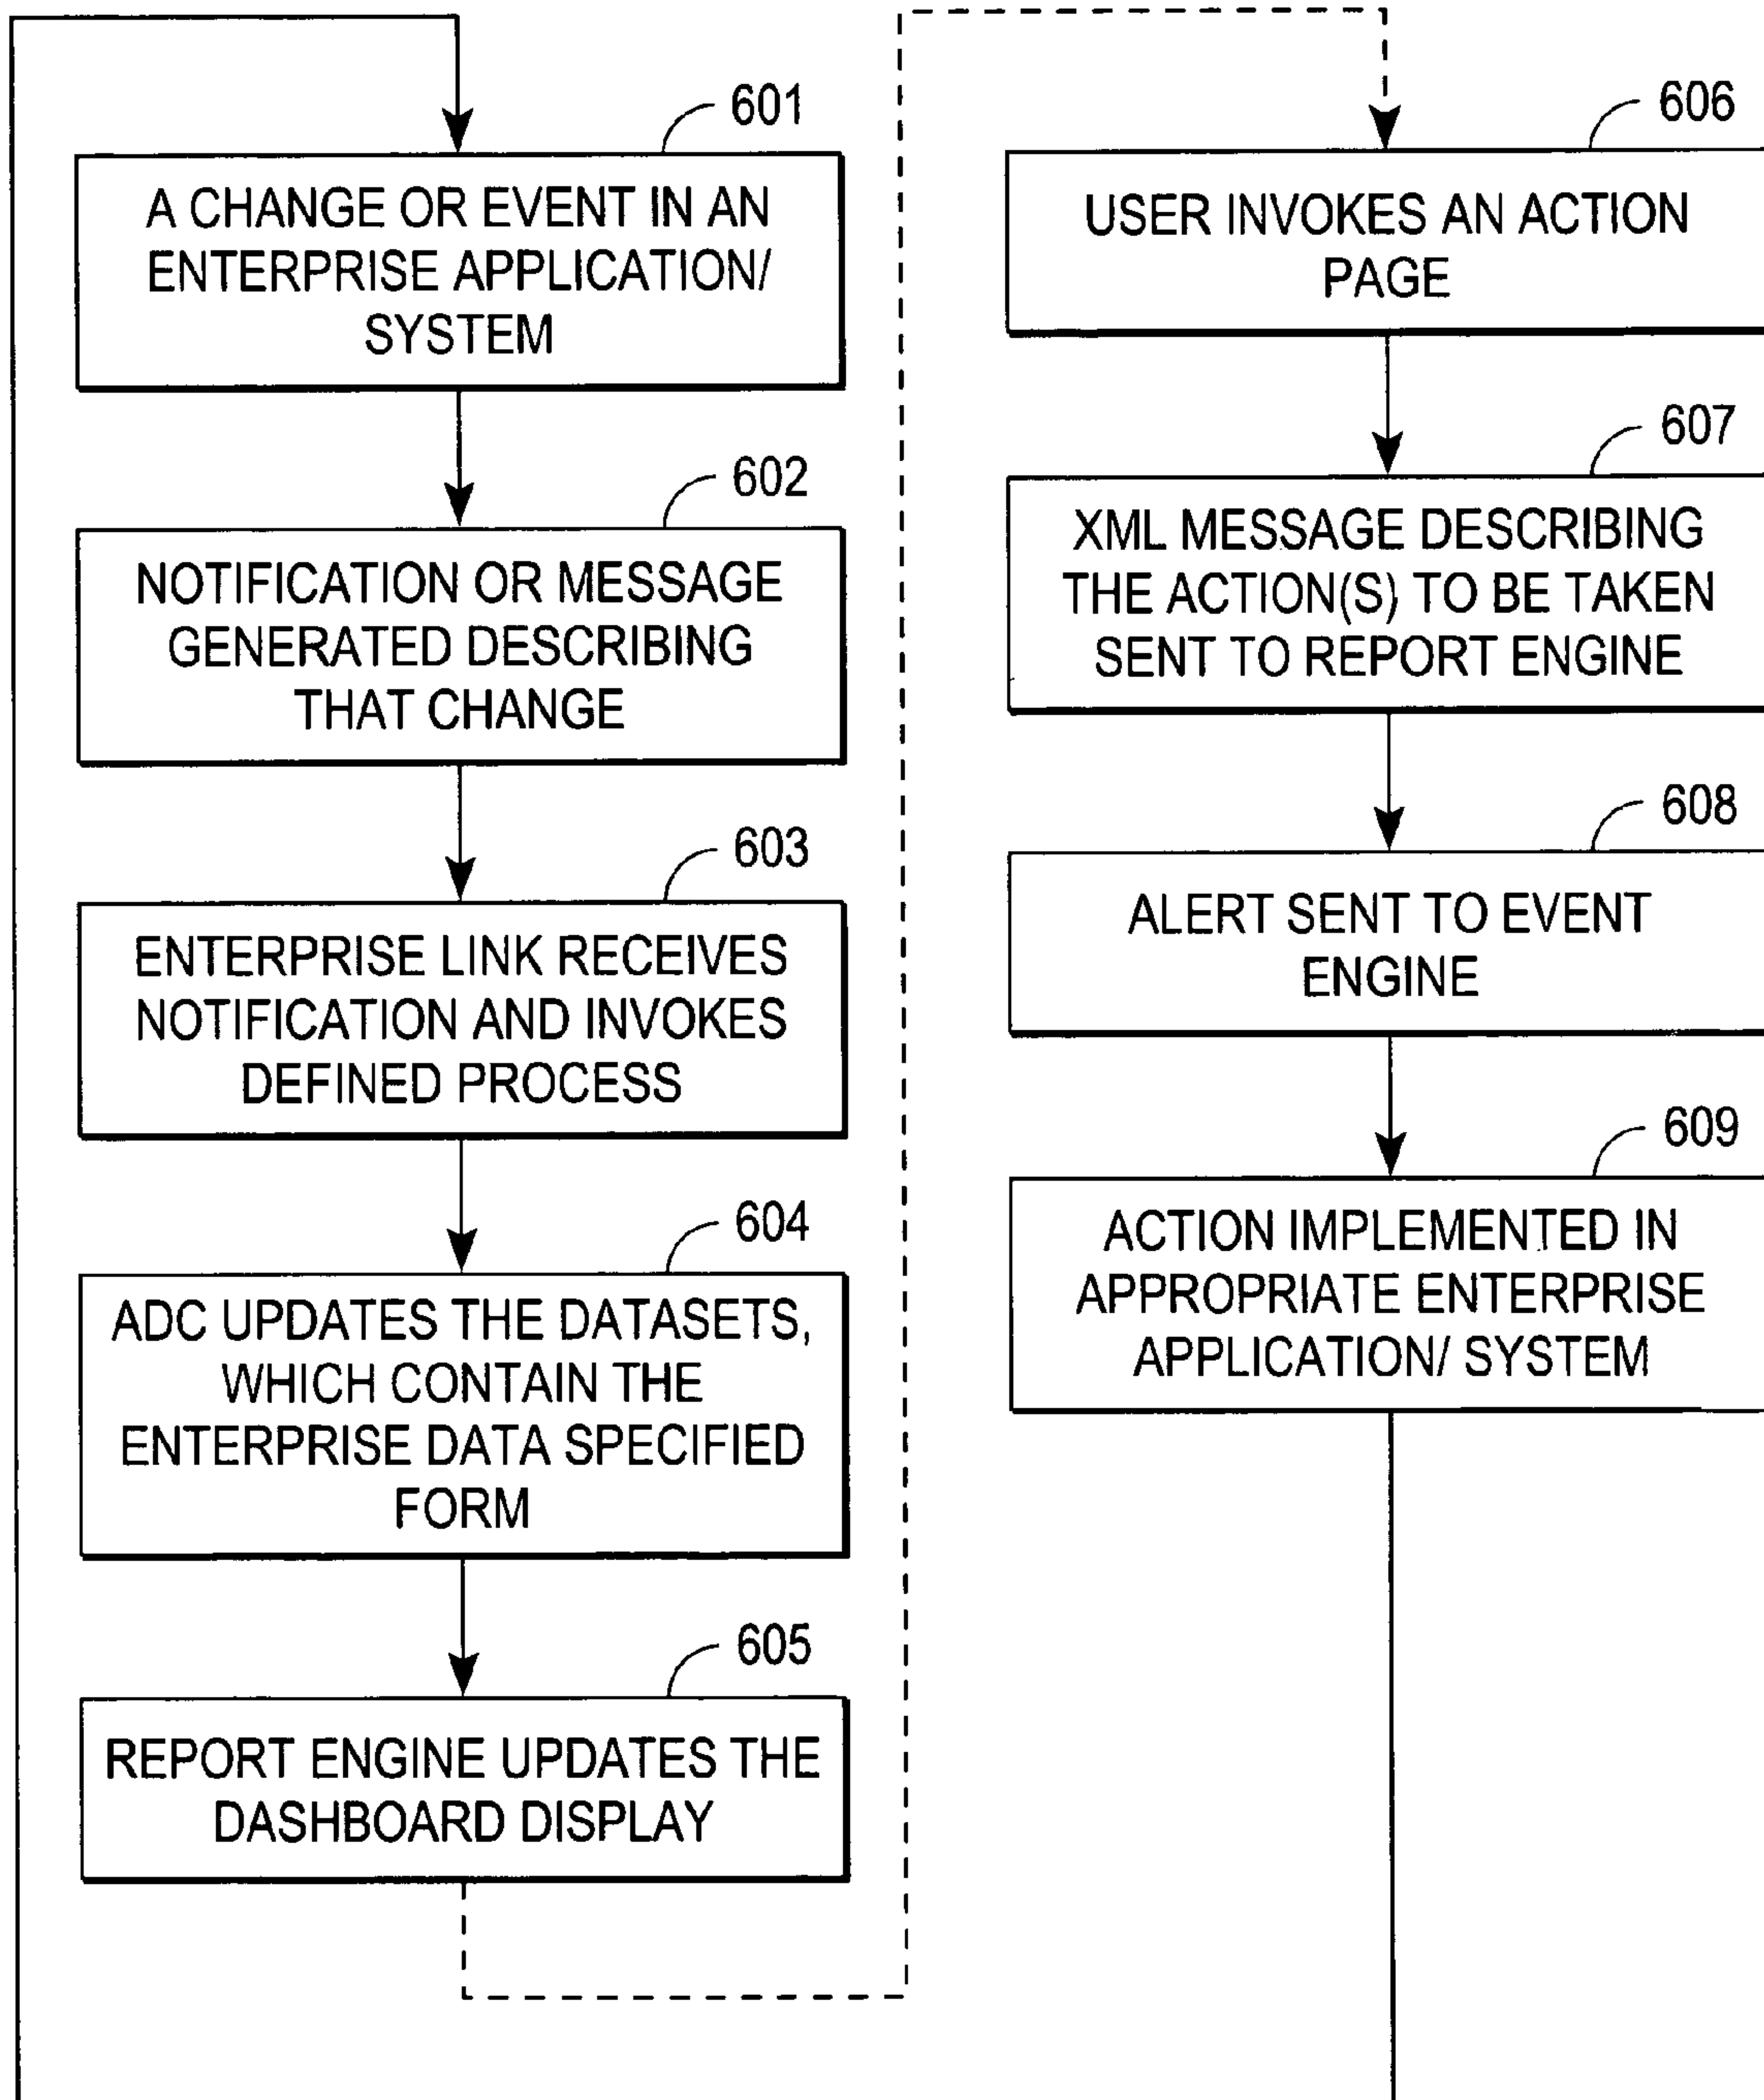 601
A CHANGE OR EVENT IN AN
ENTERPRISE APPLICATION/
SYSTEM
602
NOTIFICATION OR MESSAGE
GENERATED DESCRIBING
THAT CHANGE
603
ENTERPRISE LINK RECEIVES
NOTIFICATION AND INVOKES
DEFINED PROCESS
604
ADC UPDATES THE DATASETS,
WHICH CONTAIN THE
ENTERPRISE DATA SPECIFIED
FORM
605
REPORT ENGINE UPDATES THE
DASHBOARD DISPLAY
606
USER INVOKES AN ACTION
PAGE
607
XML MESSAGE DESCRIBING
THE ACTION(S) TO BE TAKEN
SENT TO REPORT ENGINE
608
ALERT SENT TO EVENT
ENGINE
609
ACTION IMPLEMENTED IN
APPROPRIATE ENTERPRISE
APPLICATION/ SYSTEM